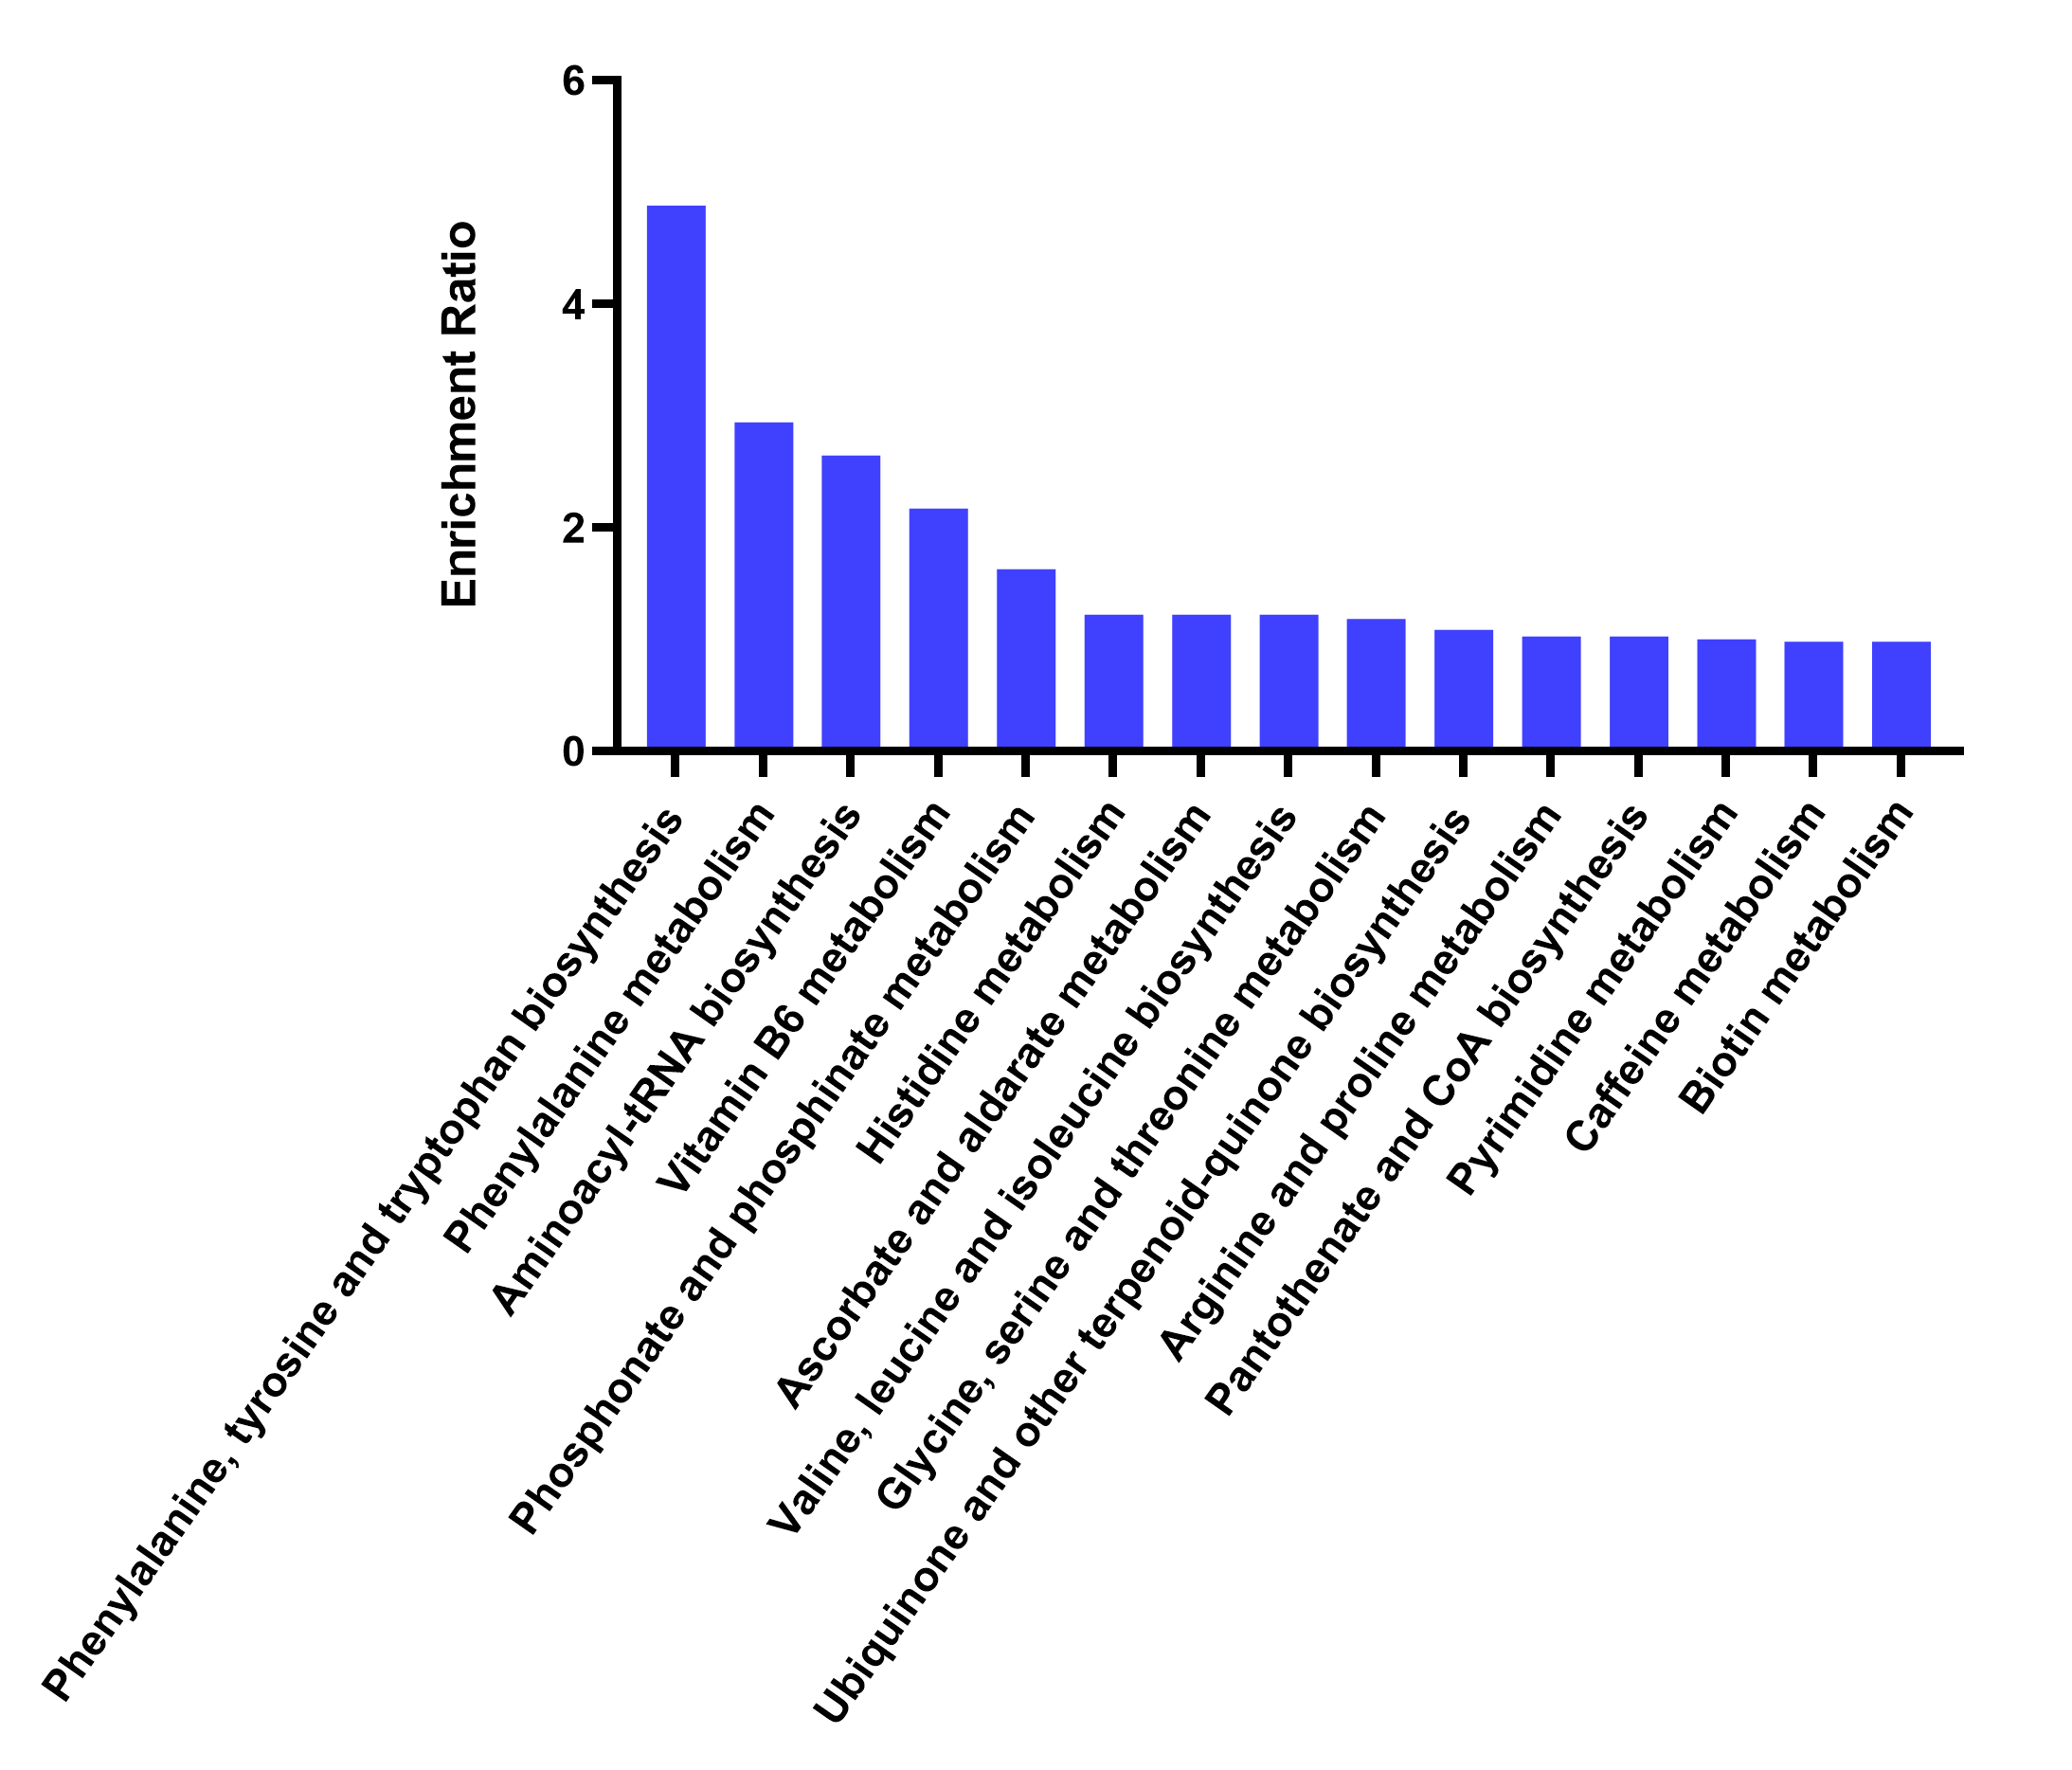 Enrichment Ratio
6
4
2
0
Phenylalanine, tyrosine and tryptophan biosynthesis
Phenylalanine metabolism
Aminoacyl-tRNA biosynthesis
Vitamin B6 metabolism
Phosphonate and phosphinate metabolism
Histidine metabolism
Ascorbate and aldarate metabolism
Valine, leucine and isoleucine biosynthesis
Glycine, serine and threonine metabolism
Ubiquinone and other terpenoid-quinone biosynthesis
Arginine and proline metabolism
Pantothenate and CoA biosynthesis
Pyrimidine metabolism
Caffeine metabolism
Biotin metabolism